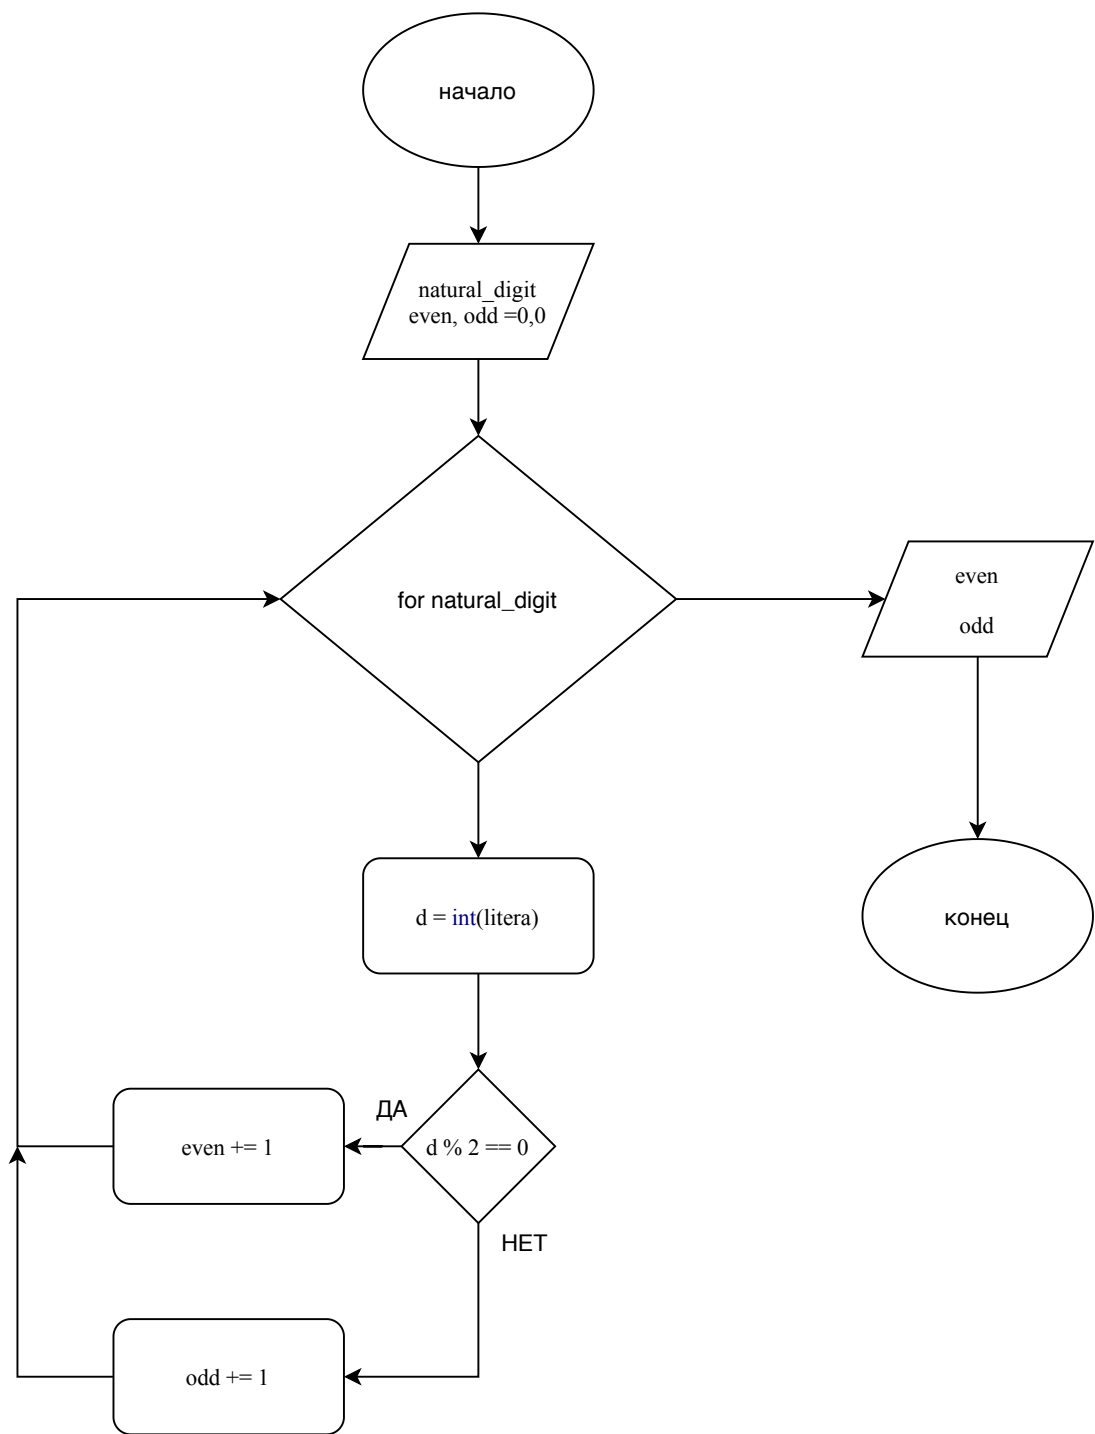 начало
natural_digit
even, odd =0,0
for natural_digit
even
odd
d = int(litera)
конец
ДА
even += 1
d % 2 == 0
НЕТ
odd += 1